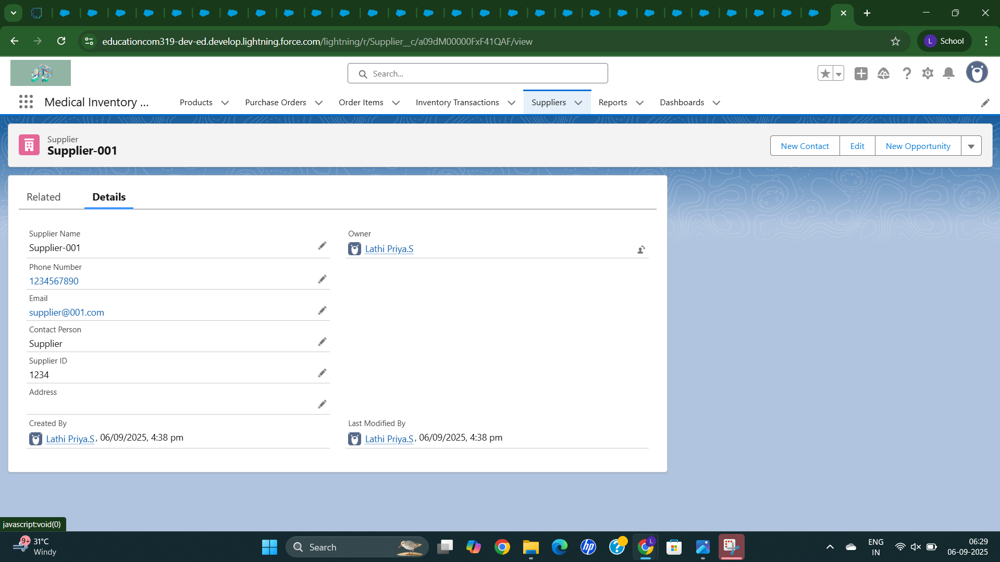 educationcom319-dev-ed.develop.lightning.force.com/lightning/r/Supplier__c/a09dM00000FxF41QAF/view
L School
Search...
Medical Inventory ...
Products
Purchase Orders
Order Items
Inventory Transactions
Suppliers
Reports
Dashboards
Supplier
Supplier-001
New Contact
Edit
New Opportunity
Related
Details
Supplier Name
Supplier-001
Owner
Lathi Priya.S
Phone Number
1234567890
Email
supplier@001.com
Contact Person
Supplier
Supplier ID
1234
Address
Created By
Lathi Priya.S, 06/09/2025, 4:38 pm
Last Modified By
Lathi Priya.S, 06/09/2025, 4:38 pm
javascript:void(0)
9+
31°C
Windy
Search
hp
L
ENG
IN
06:29
06-09-2025